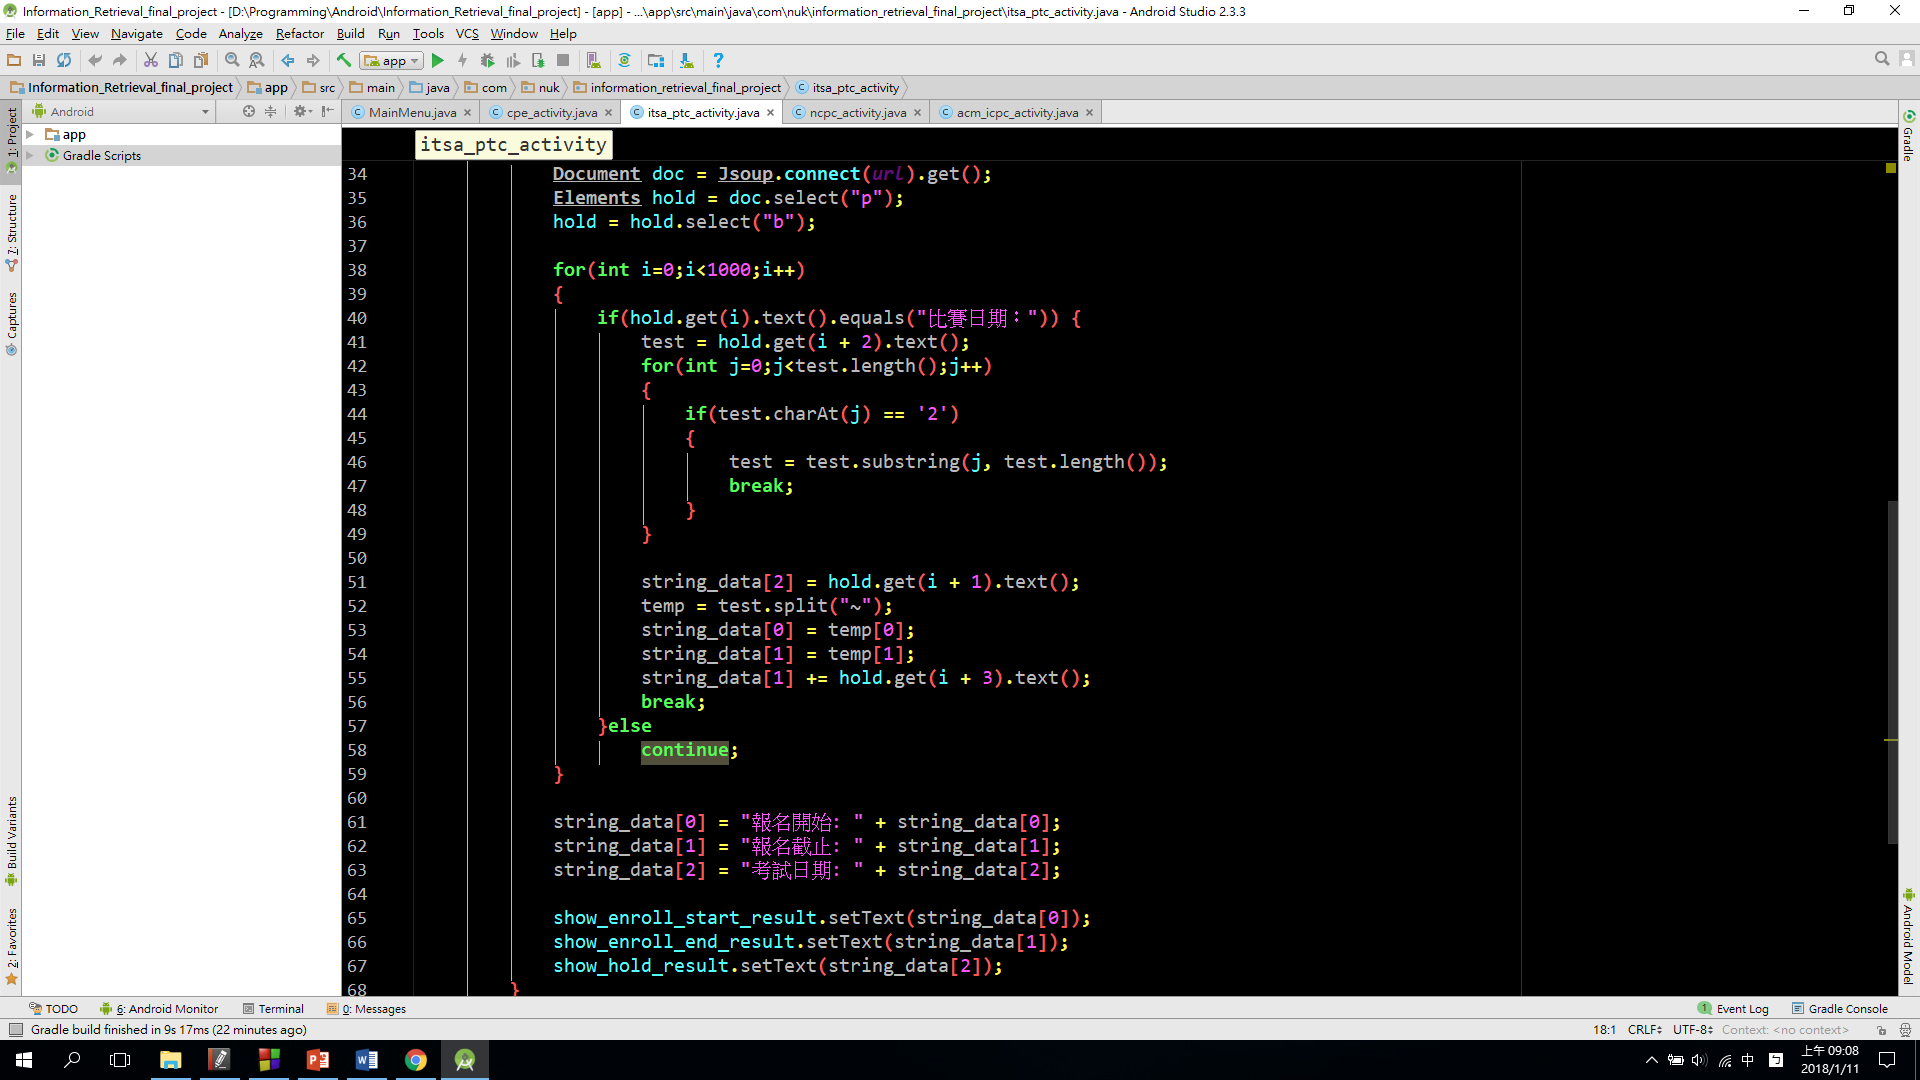 Information_Retrieval_final_project - [D:\Programming\Android\Information_Retrieval_final_project] - [app] - ...\app\src\main\java\com\nuk\information_retrieval_final_project\itsa_ptc_activity.java - Android Studio 2.3.3
File Edit View Navigate Code Analyze Refactor Build Run Tools VCS Window Help
app
Information_Retrieval_final_project app src main java com nuk information_retrieval_final_project itsa_ptc_activity
Android
MainMenu.java cpe_activity.java itsa_ptc_activity.java ncpc_activity.java acm_icpc_activity.java
app
Gradle Scripts
1: Project
7: Structure
Captures
Build Variants
2: Favorites
itsa_ptc_activity
34 Document doc = Jsoup.connect(url).get();
35 Elements hold = doc.select("p");
36 hold = hold.select("b");
37
38 for(int i=0;i<1000;i++)
39 {
40 if(hold.get(i).text().equals("比賽日期：")) {
41 test = hold.get(i + 2).text();
42 for(int j=0;j<test.length();j++)
43 {
44 if(test.charAt(j) == '2')
45 {
46 test = test.substring(j, test.length());
47 break;
48 }
49 }
50
51 string_data[2] = hold.get(i + 1).text();
52 temp = test.split("~");
53 string_data[0] = temp[0];
54 string_data[1] = temp[1];
55 string_data[1] += hold.get(i + 3).text();
56 break;
57 }else
58 continue;
59 }
60
61 string_data[0] = "報名開始: " + string_data[0];
62 string_data[1] = "報名截止: " + string_data[1];
63 string_data[2] = "考試日期: " + string_data[2];
64
65 show_enroll_start_result.setText(string_data[0]);
66 show_enroll_end_result.setText(string_data[1]);
67 show_hold_result.setText(string_data[2]);
68 }
Gradle
Android Model
TODO 6: Android Monitor Terminal 0: Messages 1 Event Log Gradle Console
Gradle build finished in 9s 17ms (22 minutes ago) 18:1 CRLF UTF-8 Context: <no context>
中 上午 09:08
2018/1/11